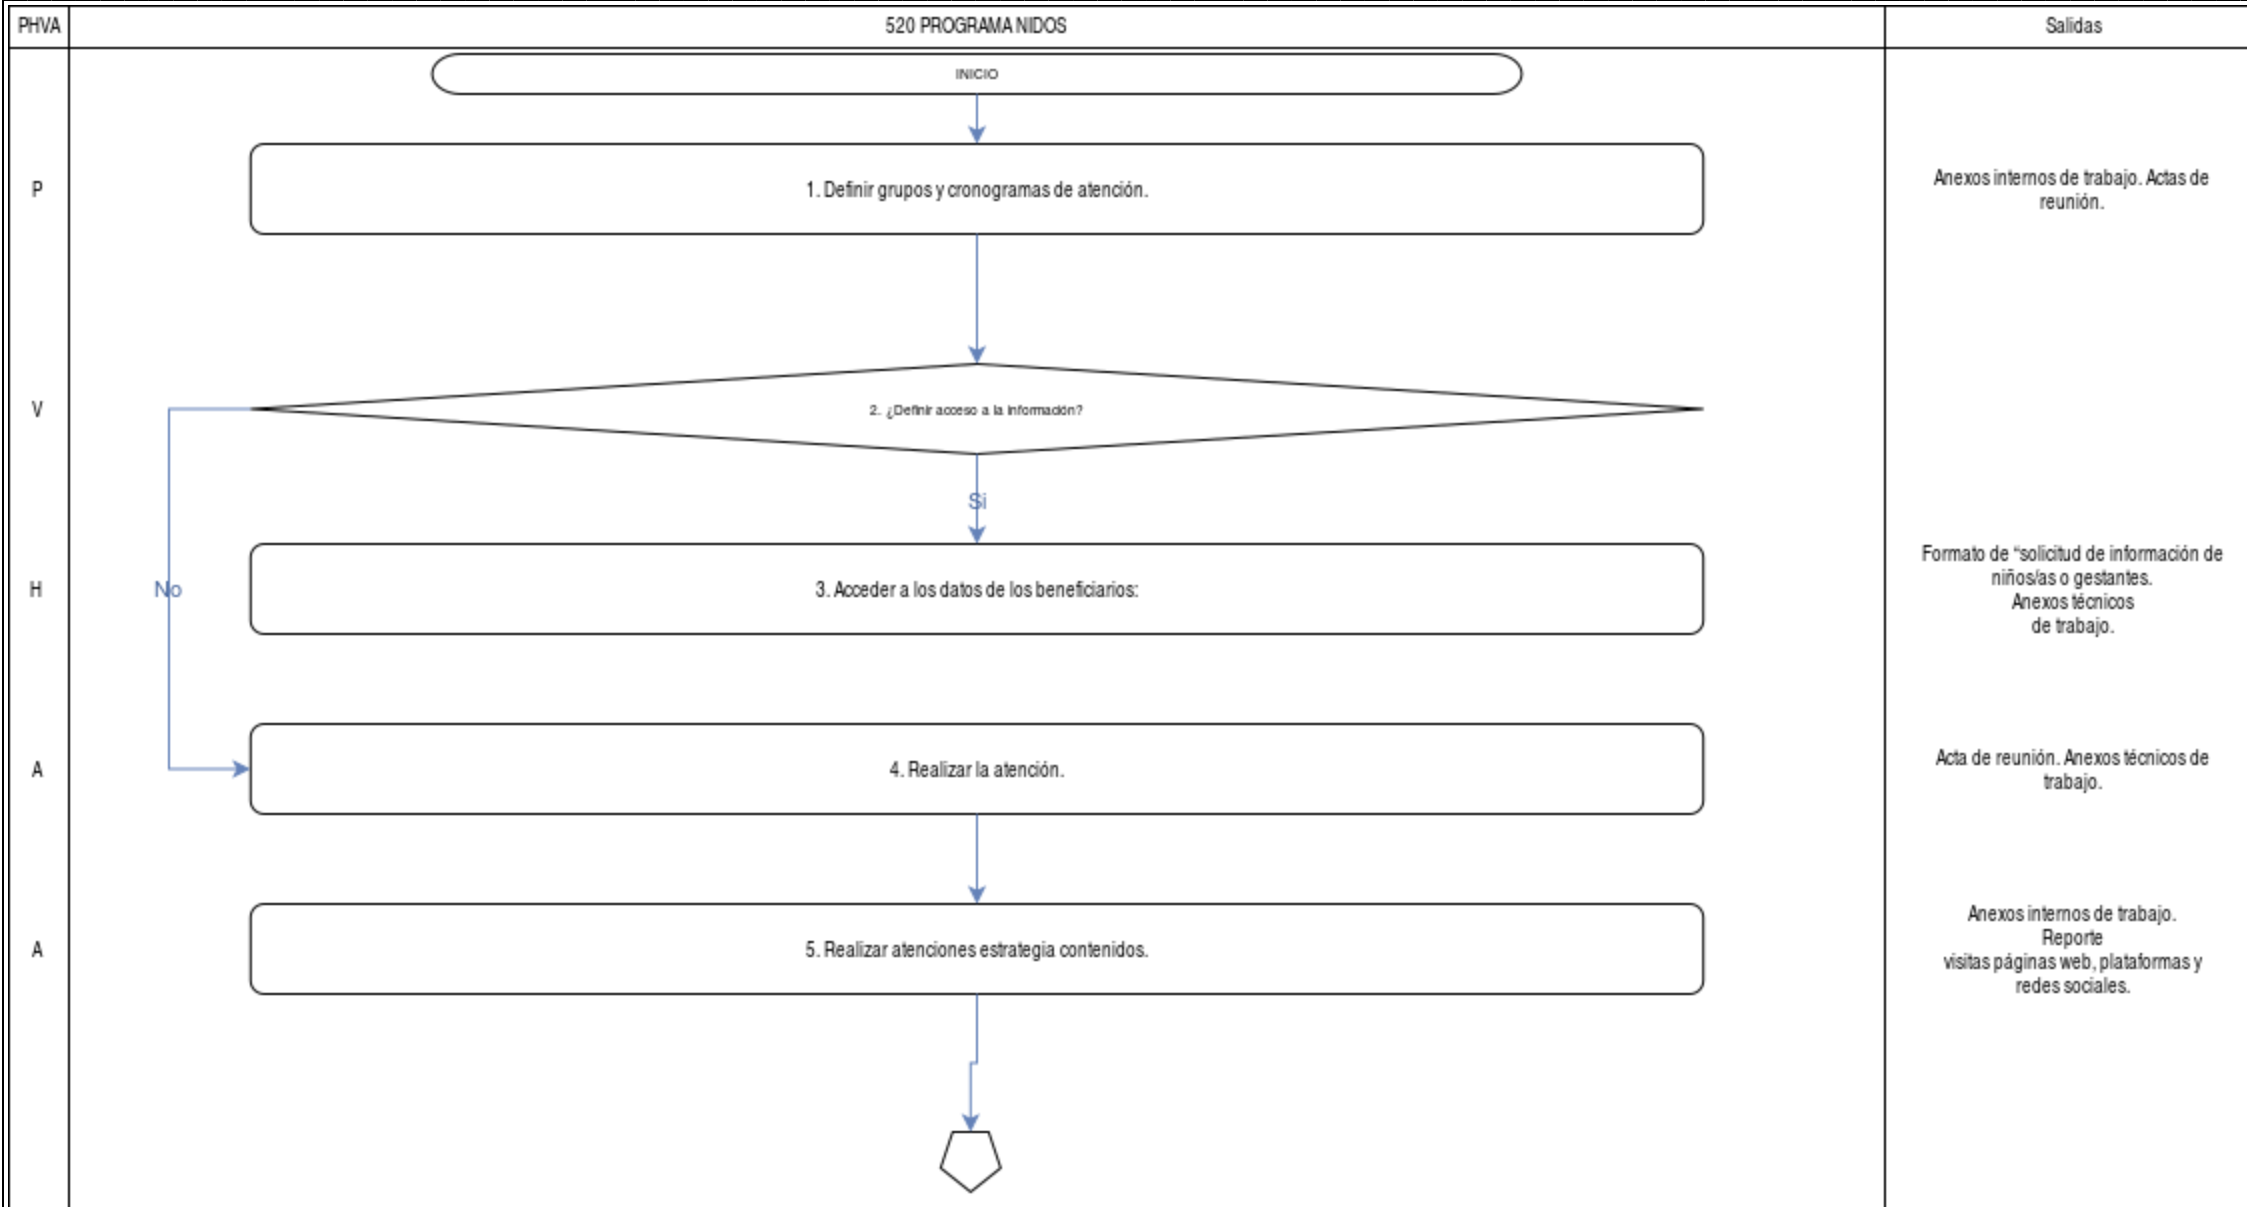 PHVA
520 PROGRAMA NIDOS
Salidas
INICIO
P
1. Definir grupos y cronogramas de atención.
Anexos internos de trabajo. Actas de
reunión.
V
2. ¿Definir acceso a la información?
Si
No
H
3. Acceder a los datos de los beneficiarios:
Formato de “solicitud de información de
niños/as o gestantes.
Anexos técnicos
de trabajo.
A
4. Realizar la atención.
Acta de reunión. Anexos técnicos de
trabajo.
A
5. Realizar atenciones estrategia contenidos.
Anexos internos de trabajo.
Reporte
visitas páginas web, plataformas y
redes sociales.